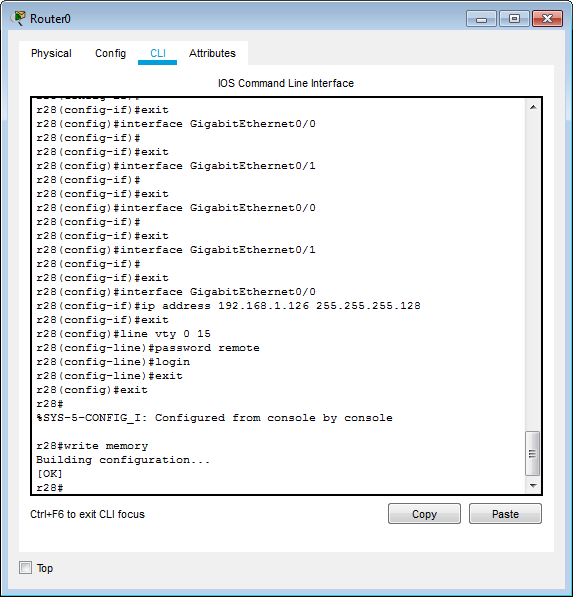 Router0
Physical Config CLI Attributes
IOS Command Line Interface
r28(config-if)#exit
r28(config)#interface GigabitEthernet0/0
r28(config-if)#
r28(config-if)#exit
r28(config)#interface GigabitEthernet0/1
r28(config-if)#
r28(config-if)#exit
r28(config)#interface GigabitEthernet0/0
r28(config-if)#
r28(config-if)#exit
r28(config)#interface GigabitEthernet0/1
r28(config-if)#
r28(config-if)#exit
r28(config)#interface GigabitEthernet0/0
r28(config-if)#ip address 192.168.1.126 255.255.255.128
r28(config-if)#exit
r28(config)#line vty 0 15
r28(config-line)#password remote
r28(config-line)#login
r28(config-line)#exit
r28(config)#exit
r28#
%SYS-5-CONFIG_I: Configured from console by console
r28#write memory
Building configuration...
[OK]
r28#
Ctrl+F6 to exit CLI focus
Copy Paste
Top